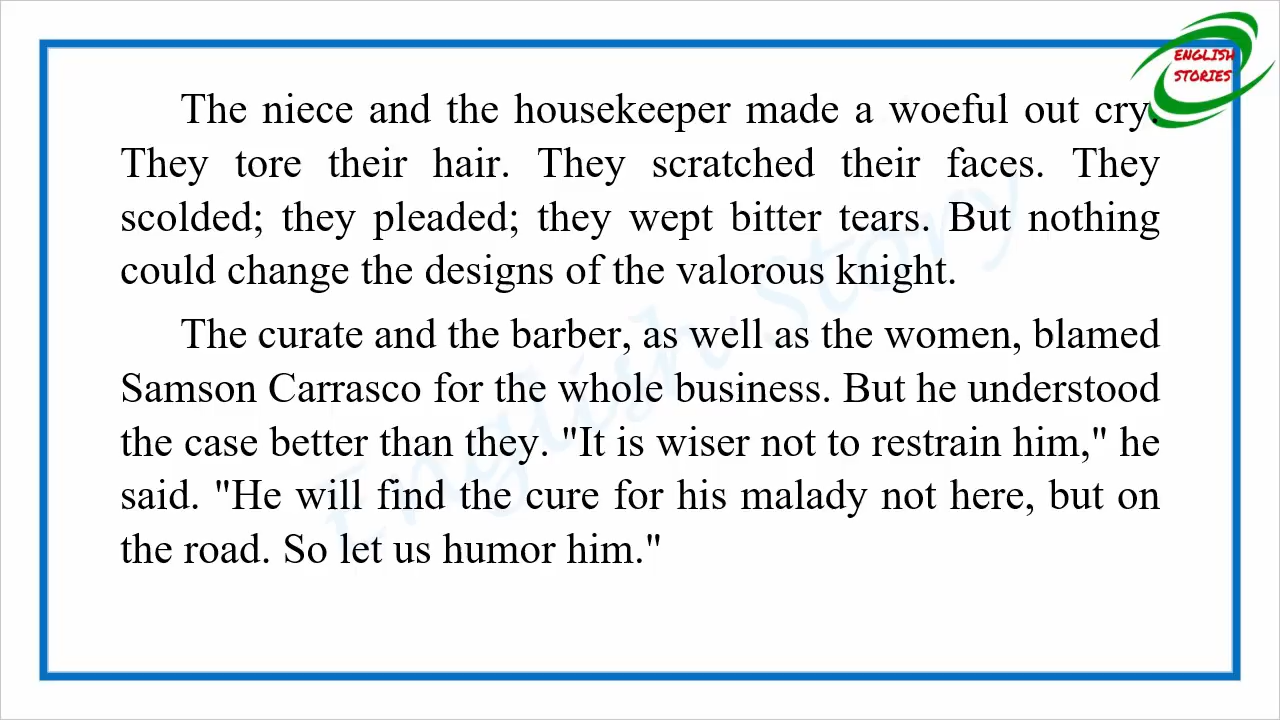 ENGLISH
STORIES
The niece and the housekeeper made a woeful out cry.
They tore their hair. They scratched their faces. They
scolded; they pleaded; they wept bitter tears. But nothing
could change the designs of the valorous knight.
The curate and the barber, as well as the women, blamed
Samson Carrasco for the whole business. But he understood
the case better than they. "It is wiser not to restrain him," he
said. "He will find the cure for his malady not here, but on
the road. So let us humor him."
English Story